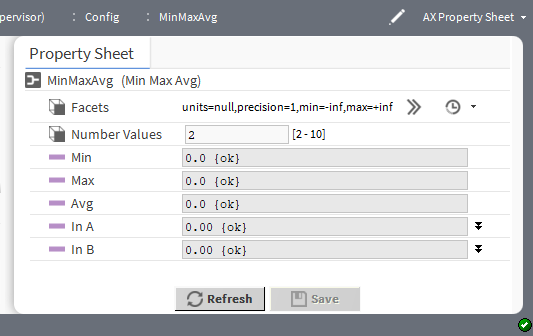 pervisor) : Config : MinMaxAvg AX Property Sheet
Property Sheet
MinMaxAvg (Min Max Avg)
Facets units=null,precision=1,min=-inf,max=+inf
Number Values 2 [2 - 10]
Min 0.0 {ok}
Max 0.0 {ok}
Avg 0.0 {ok}
In A 0.00 {ok}
In B 0.00 {ok}
Refresh Save